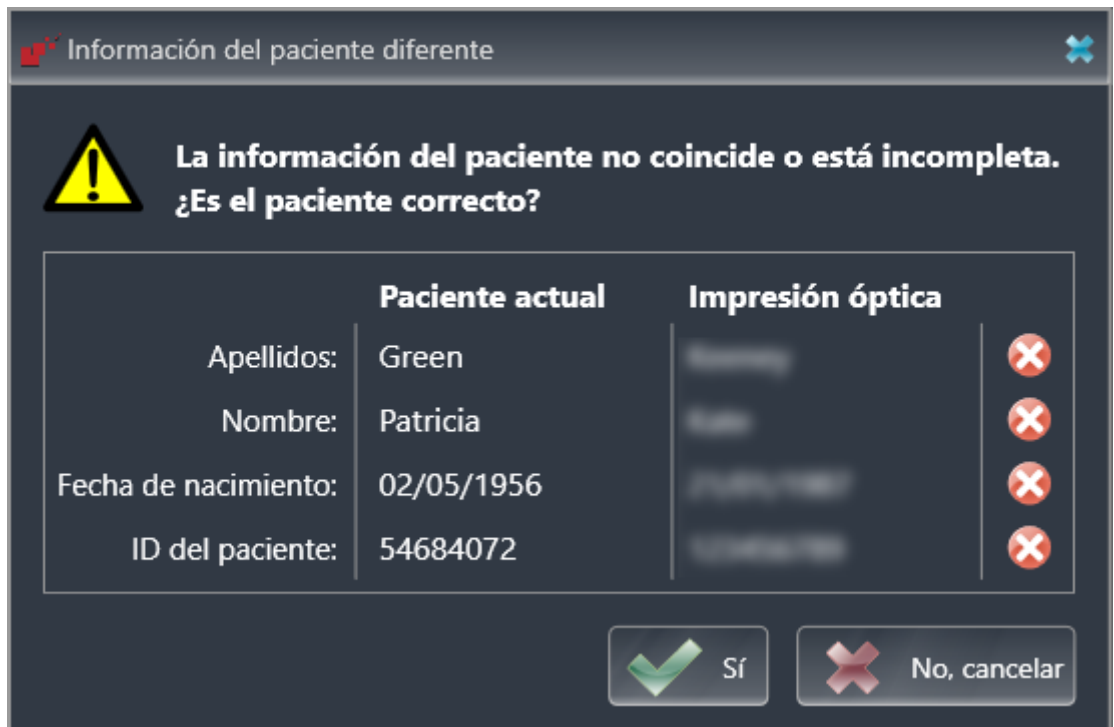 Información del paciente diferente
La información del paciente no coincide o está incompleta.
¿Es el paciente correcto?
Paciente actual Impresión óptica
Apellidos: Green
Nombre: Patricia
Fecha de nacimiento: 02/05/1956
ID del paciente: 54684072
Sí No, cancelar